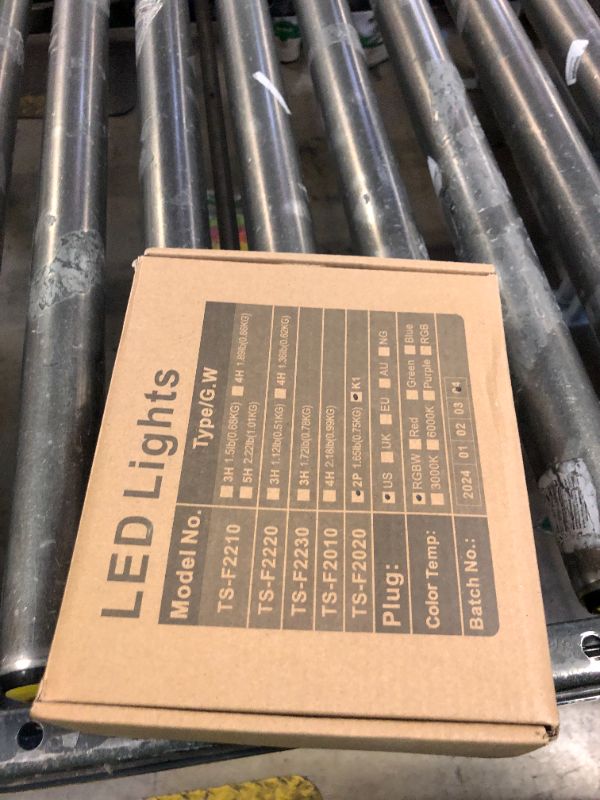 LED Lights
Model No. Type/G.W
TS-F2210 3H 1.5lb(0.68KG) 4H 1.89lb(0.86KG)
5H 2.22lb(1.01KG)
TS-F2220 3H 1.12lb(0.51KG) 4H 1.36lb(0.62KG)
TS-F2230 3H 1.72lb(0.78KG)
TS-F2010 4H 2.18lb(0.99KG)
TS-F2020 2P 1.65lb(0.75KG) K1
Plug: US UK EU AU NG
Color Temp: RGBW Red Green Blue
3000K 6000K Purple RGB
Batch No.: 2024 01 02 03 04